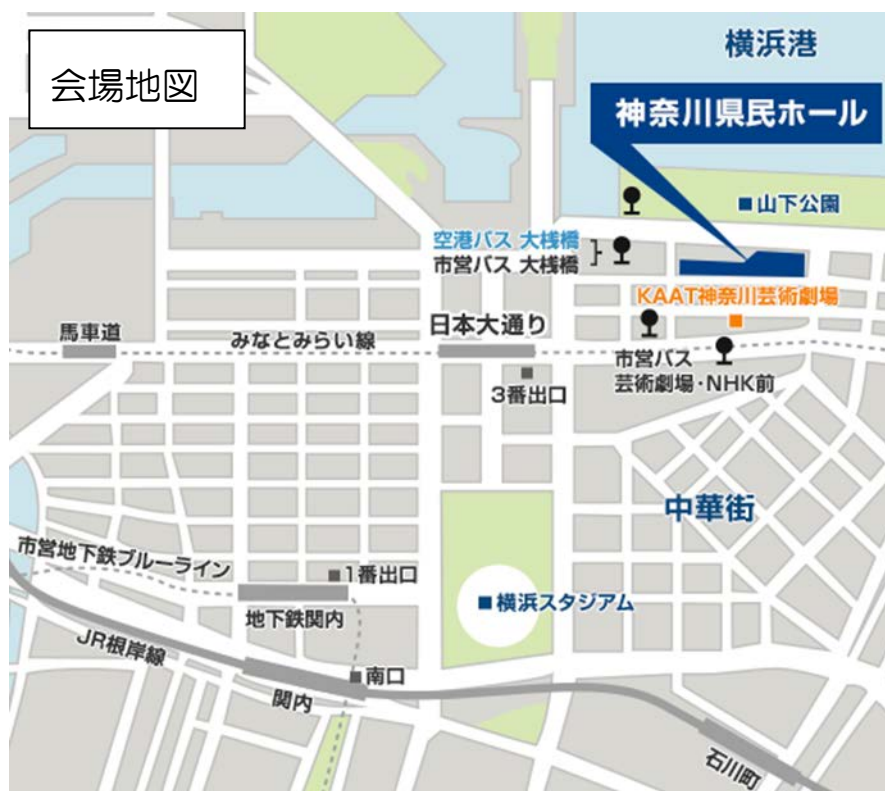 会場地図
横浜港
神奈川県民ホール
■山下公園
空港バス 大桟橋
市営バス 大桟橋
KAAT神奈川芸術劇場
馬車道
みなとみらい線
日本大通り
3番出口
市営バス
芸術劇場・NHK前
中華街
市営地下鉄ブルーライン
■1番出口
地下鉄関内
■横浜スタジアム
JR根岸線
■南口
関内
石川町